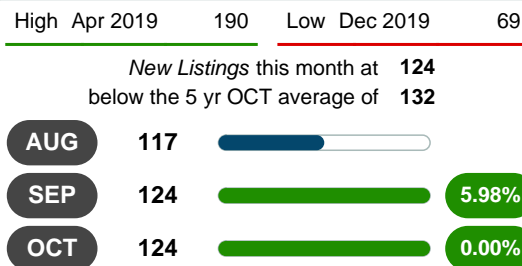 High Apr 2019 190 Low Dec 2019 69
New Listings this month at 124
below the 5 yr OCT average of 132
AUG 117
SEP 124 5.98%
OCT 124 0.00%